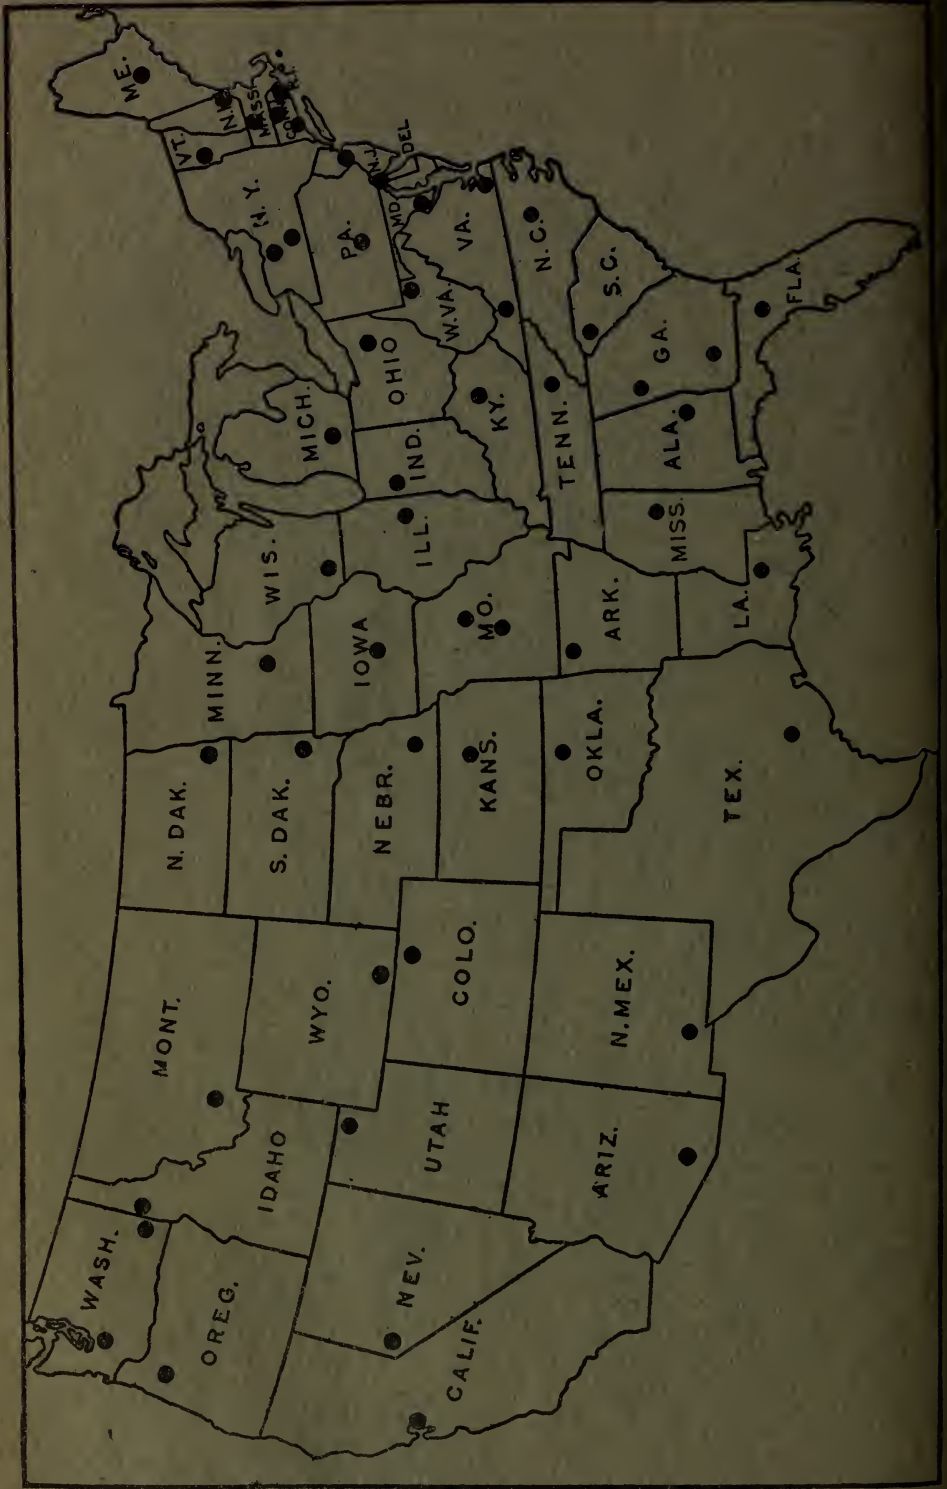 WASH.
OREG.
CALIF.
NEV.
IDAHO
MONT.
WYO.
UTAH
ARIZ.
COLO.
N.MEX.
N. DAK.
S. DAK.
NEBR.
KANS.
OKLA.
TEX.
MINN.
IOWA
MO.
ARK.
LA.
WIS.
ILL.
MICH.
IND.
OHIO
KY.
TENN.
MISS.
ALA.
GA.
FLA.
S.C.
N.C.
VA.
W.VA.
MD.
DEL
PA.
N.J.
N.Y.
VT.
MASS
CONN
R.I.
ME.